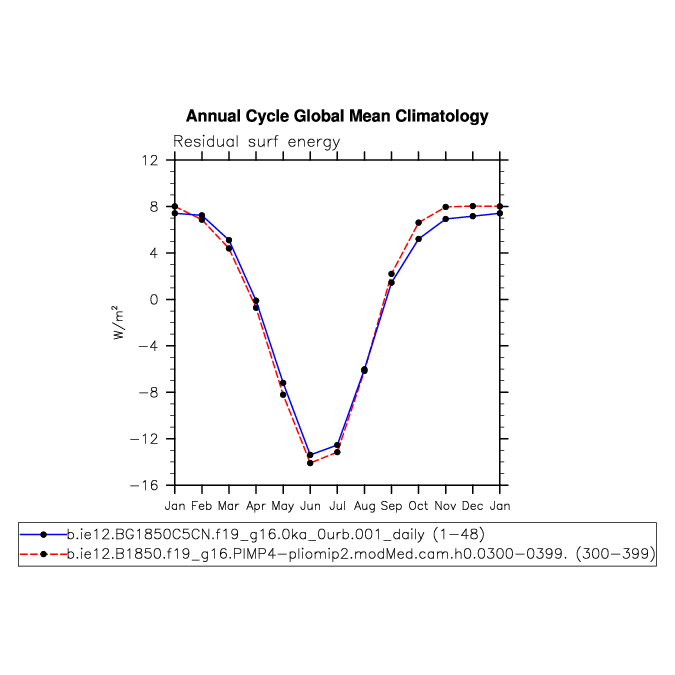 Annual Cycle Global Mean Climatology
Residual surf energy
12
8
4
0
−4
−8
−12
−16
W/m²
Jan Feb Mar Apr May Jun Jul Aug Sep Oct Nov Dec Jan
b.ie12.BG1850C5CN.f19_g16.0ka_0urb.001_daily (1−48)
b.ie12.B1850.f19_g16.PIMP4−pliomip2.modMed.cam.h0.0300−0399. (300−399)